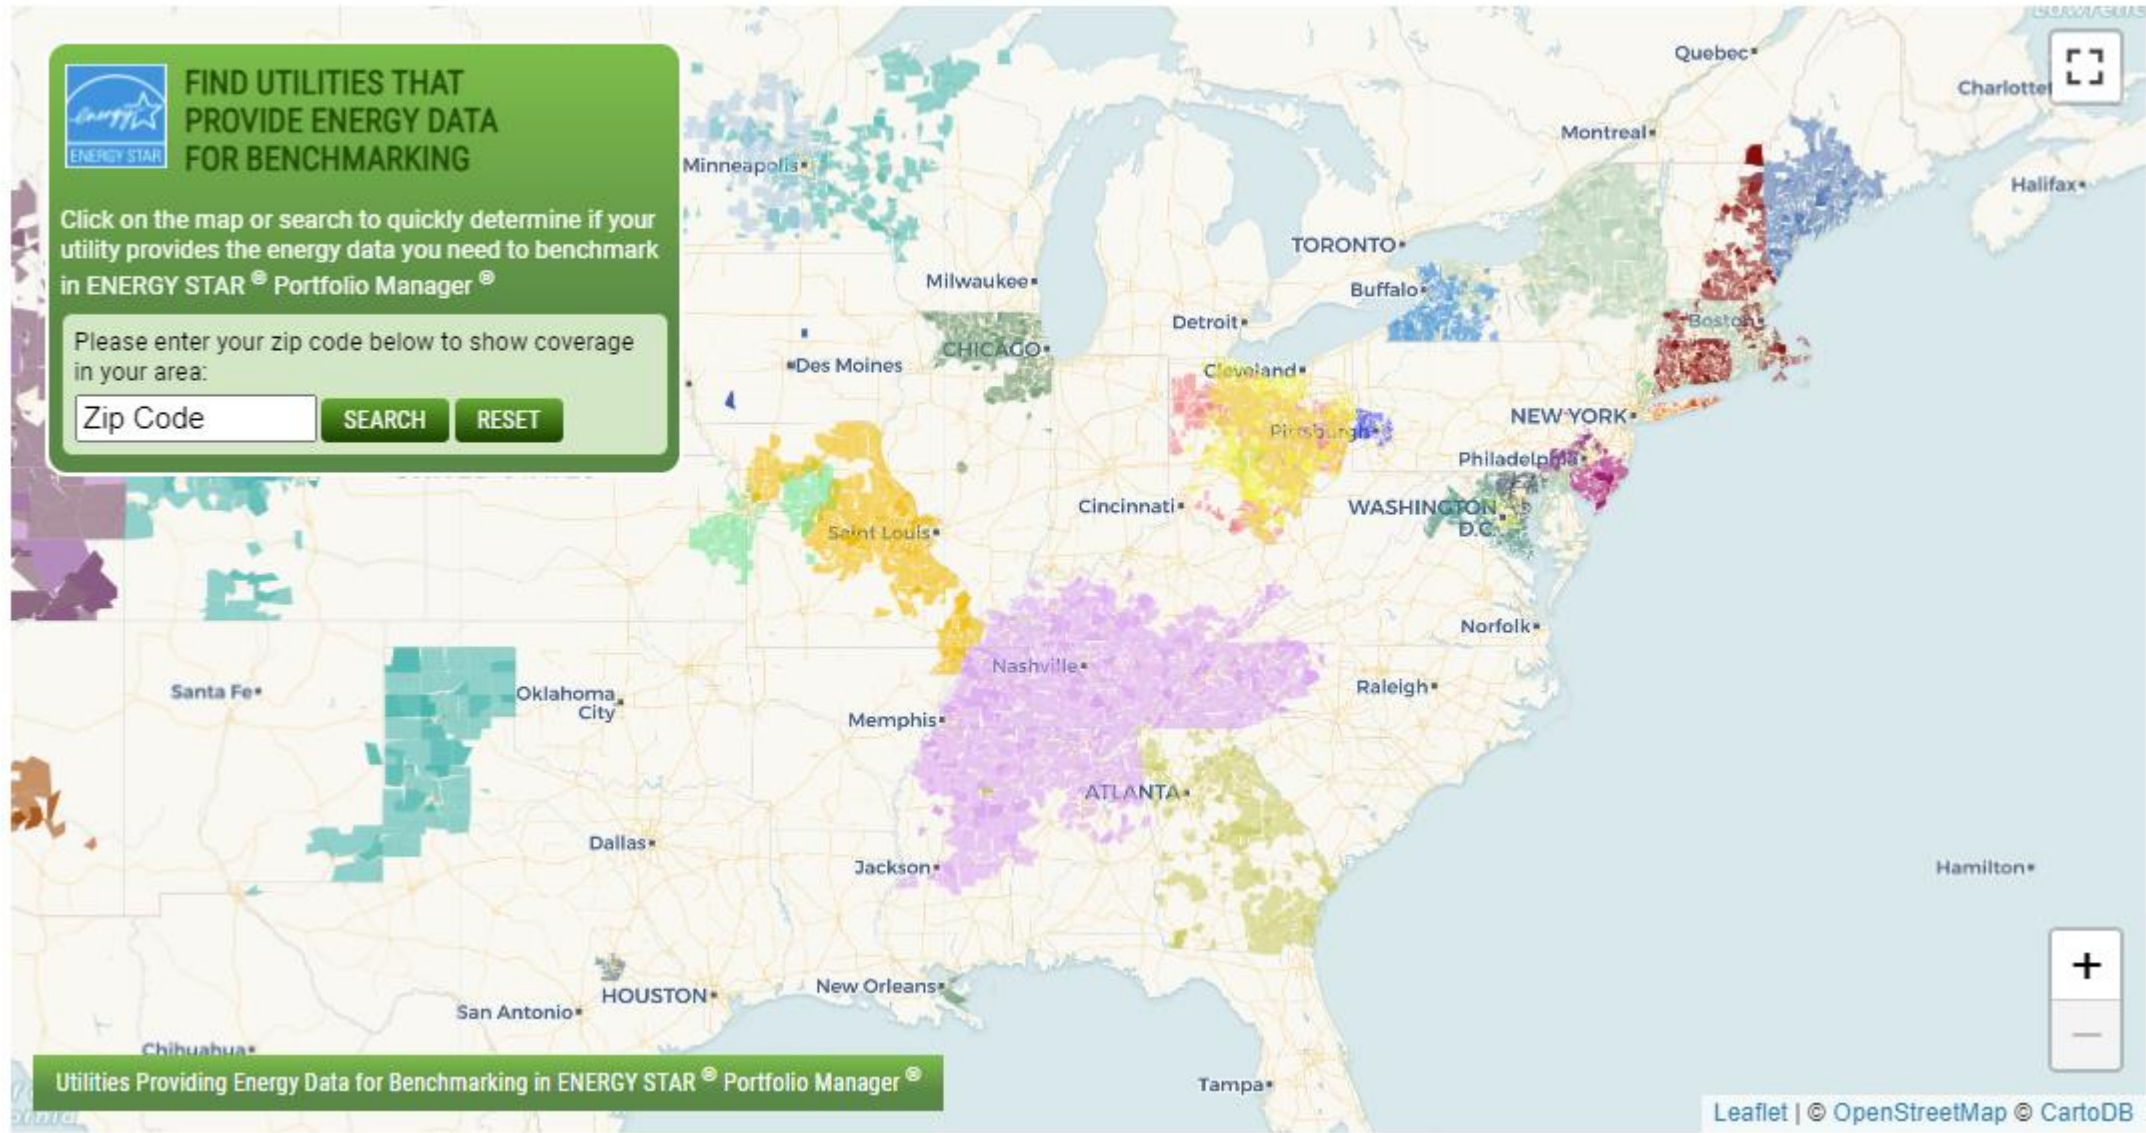 energy
ENERGY STAR
FIND UTILITIES THAT
PROVIDE ENERGY DATA
FOR BENCHMARKING
Click on the map or search to quickly determine if your
utility provides the energy data you need to benchmark
in ENERGY STAR ® Portfolio Manager ®
Please enter your zip code below to show coverage
in your area:
Zip Code
SEARCH
RESET
Quebec
Montreal
Halifax
Minneapolis
TORONTO
Milwaukee
Buffalo
Detroit
Boston
CHICAGO
Des Moines
Cleveland
NEW YORK
Pittsburgh
Philadelphia
Cincinnati
WASHINGTON
D.C.
Saint Louis
Norfolk
Nashville
Santa Fe
Oklahoma
City
Raleigh
Memphis
ATLANTA
Dallas
Jackson
Hamilton
New Orleans
HOUSTON
San Antonio
Chihuahua
Tampa
+
−
Utilities Providing Energy Data for Benchmarking in ENERGY STAR ® Portfolio Manager ®
Leaflet | © OpenStreetMap © CartoDB